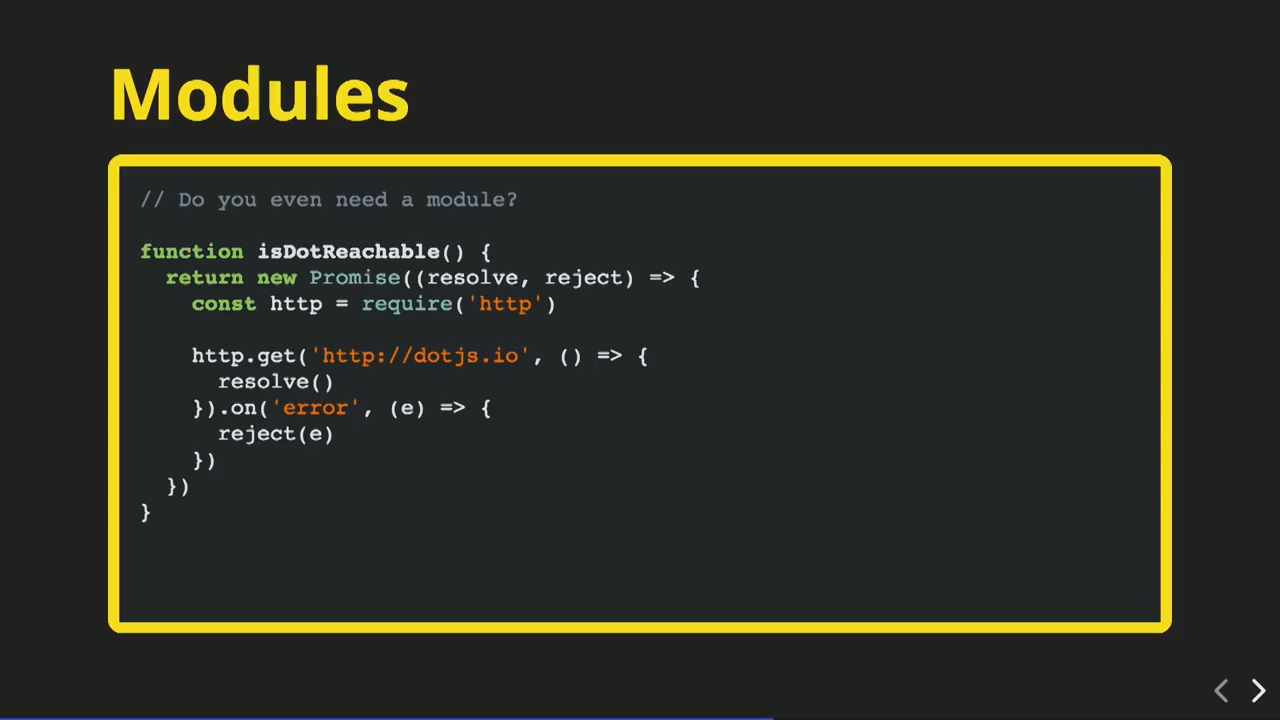 Modules
// Do you even need a module?
function isDotReachable() {
  return new Promise((resolve, reject) => {
    const http = require('http')
    http.get('http://dotjs.io', () => {
      resolve()
    }).on('error', (e) => {
      reject(e)
    })
  })
}